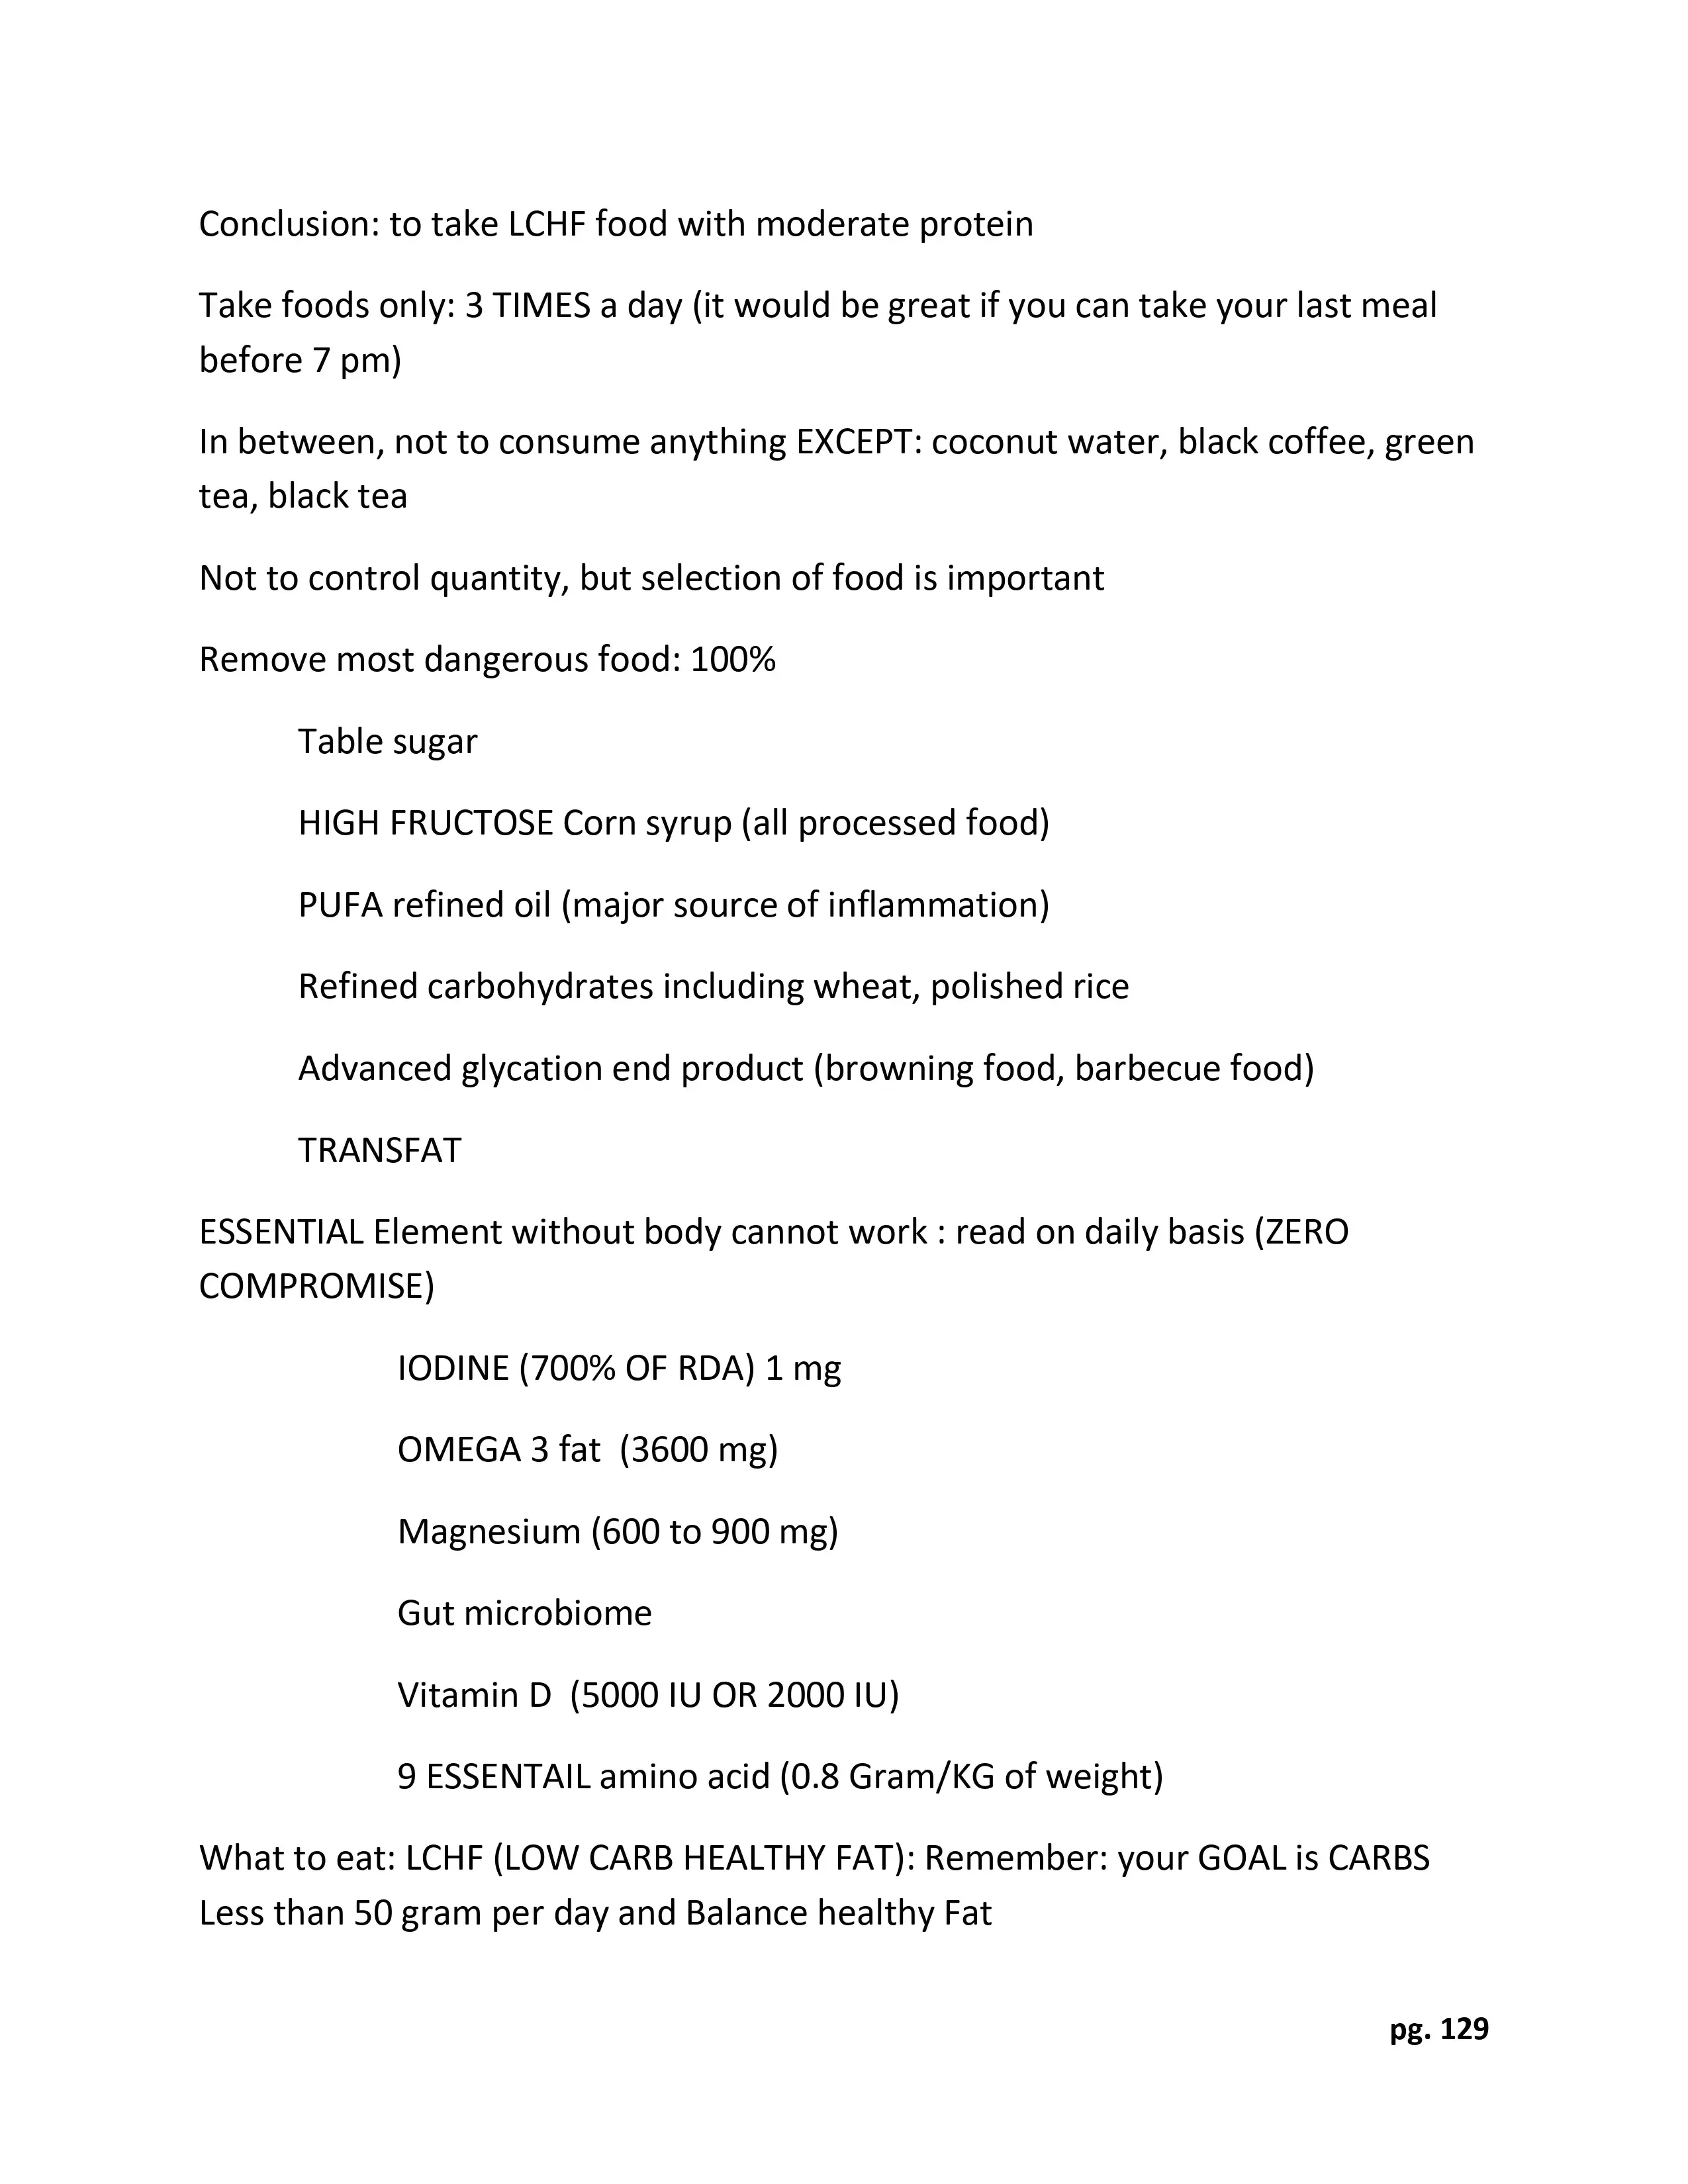 Conclusion: to take LCHF food with moderate protein
Take foods only: 3 TIMES a day (it would be great if you can take your last meal
before 7 pm)
In between, not to consume anything EXCEPT: coconut water, black coffee, green
tea, black tea
Not to control quantity, but selection of food is important
Remove most dangerous food: 100%
Table sugar
HIGH FRUCTOSE Corn syrup (all processed food)
PUFA refined oil (major source of inflammation)
Refined carbohydrates including wheat, polished rice
Advanced glycation end product (browning food, barbecue food)
TRANSFAT
ESSENTIAL Element without body cannot work : read on daily basis (ZERO
COMPROMISE)
IODINE (700% OF RDA) 1 mg
OMEGA 3 fat  (3600 mg)
Magnesium (600 to 900 mg)
Gut microbiome
Vitamin D  (5000 IU OR 2000 IU)
9 ESSENTAIL amino acid (0.8 Gram/KG of weight)
What to eat: LCHF (LOW CARB HEALTHY FAT): Remember: your GOAL is CARBS
Less than 50 gram per day and Balance healthy Fat
pg. 129